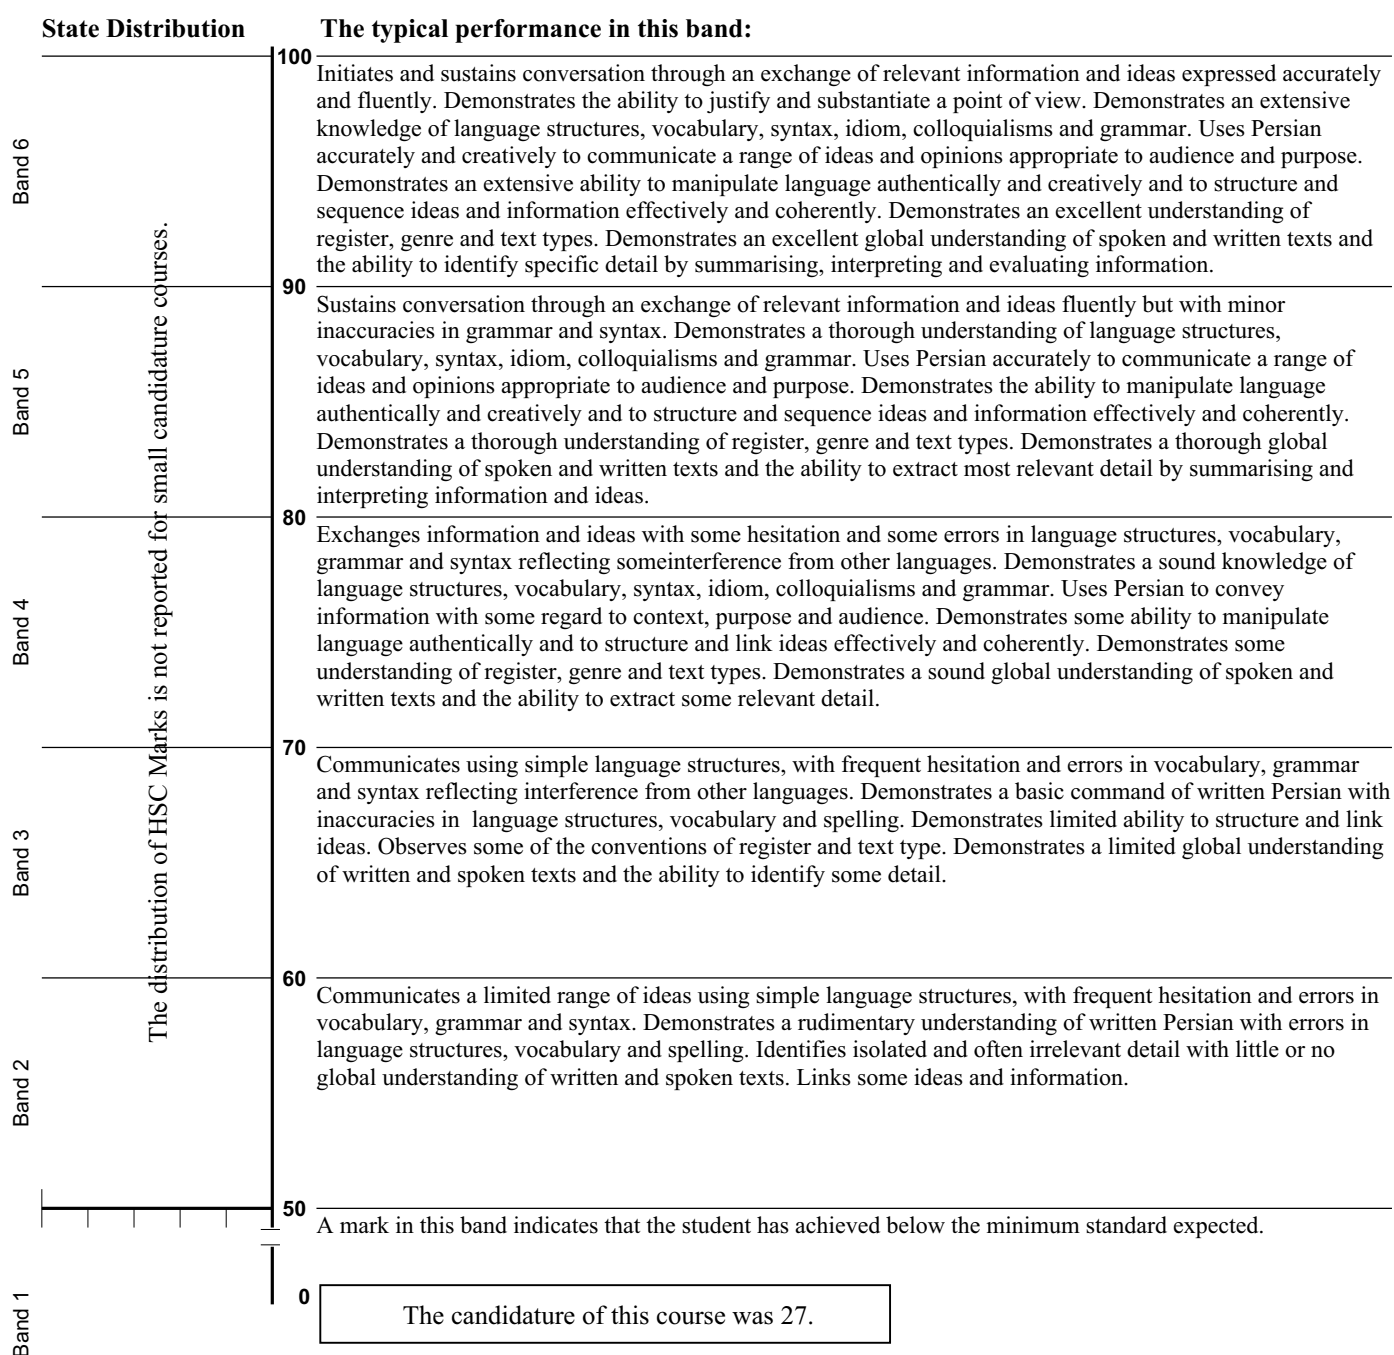 State Distribution
The typical performance in this band:
100
Initiates and sustains conversation through an exchange of relevant information and ideas expressed accurately
and fluently. Demonstrates the ability to justify and substantiate a point of view. Demonstrates an extensive
knowledge of language structures, vocabulary, syntax, idiom, colloquialisms and grammar. Uses Persian
accurately and creatively to communicate a range of ideas and opinions appropriate to audience and purpose.
Demonstrates an extensive ability to manipulate language authentically and creatively and to structure and
sequence ideas and information effectively and coherently. Demonstrates an excellent understanding of
register, genre and text types. Demonstrates an excellent global understanding of spoken and written texts and
the ability to identify specific detail by summarising, interpreting and evaluating information.
Band 6
90
Sustains conversation through an exchange of relevant information and ideas fluently but with minor
inaccuracies in grammar and syntax. Demonstrates a thorough understanding of language structures,
vocabulary, syntax, idiom, colloquialisms and grammar. Uses Persian accurately to communicate a range of
ideas and opinions appropriate to audience and purpose. Demonstrates the ability to manipulate language
authentically and creatively and to structure and sequence ideas and information effectively and coherently.
Demonstrates a thorough understanding of register, genre and text types. Demonstrates a thorough global
understanding of spoken and written texts and the ability to extract most relevant detail by summarising and
interpreting information and ideas.
Band 5
80
Exchanges information and ideas with some hesitation and some errors in language structures, vocabulary,
grammar and syntax reflecting someinterference from other languages. Demonstrates a sound knowledge of
language structures, vocabulary, syntax, idiom, colloquialisms and grammar. Uses Persian to convey
information with some regard to context, purpose and audience. Demonstrates some ability to manipulate
language authentically and to structure and link ideas effectively and coherently. Demonstrates some
understanding of register, genre and text types. Demonstrates a sound global understanding of spoken and
written texts and the ability to extract some relevant detail.
Band 4
The distribution of HSC Marks is not reported for small candidature courses.
70
Communicates using simple language structures, with frequent hesitation and errors in vocabulary, grammar
and syntax reflecting interference from other languages. Demonstrates a basic command of written Persian with
inaccuracies in language structures, vocabulary and spelling. Demonstrates limited ability to structure and link
ideas. Observes some of the conventions of register and text type. Demonstrates a limited global understanding
of written and spoken texts and the ability to identify some detail.
Band 3
60
Communicates a limited range of ideas using simple language structures, with frequent hesitation and errors in
vocabulary, grammar and syntax. Demonstrates a rudimentary understanding of written Persian with errors in
language structures, vocabulary and spelling. Identifies isolated and often irrelevant detail with little or no
global understanding of written and spoken texts. Links some ideas and information.
Band 2
50
A mark in this band indicates that the student has achieved below the minimum standard expected.
0
Band 1
The candidature of this course was 27.